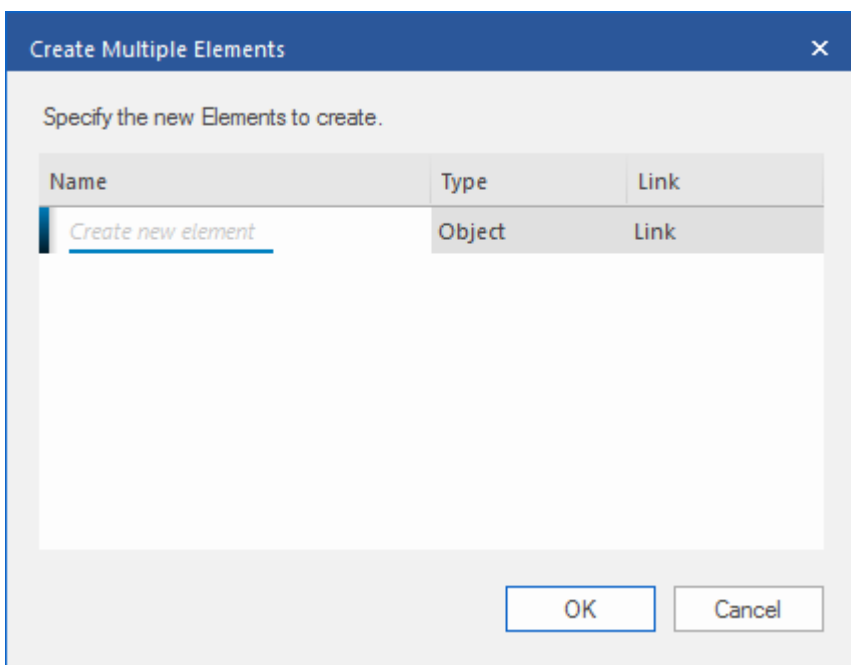 Create Multiple Elements
Specify the new Elements to create.
Name Type Link
Create new element Object Link
OK Cancel